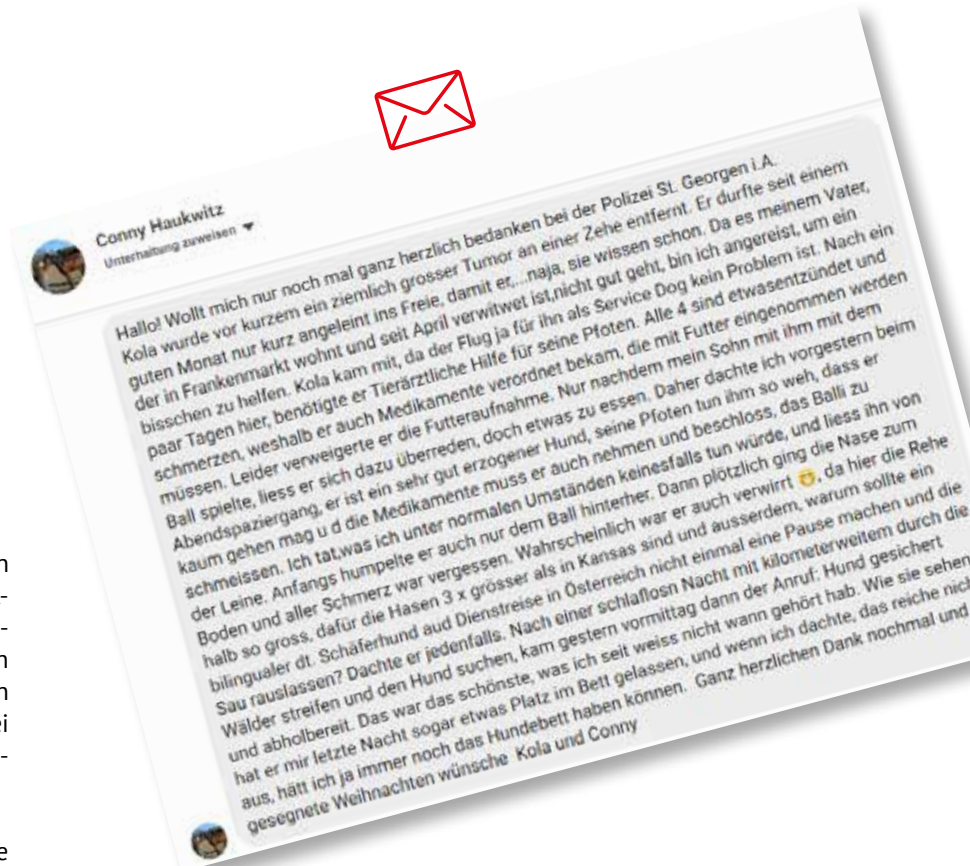 Conny Haukwitz
Unterhaltung zuweisen
Hallo! Wollt mich nur noch mal ganz herzlich bedanken bei der Polizei St. Georgen i.A.
Kola wurde vor kurzem ein ziemlich grosser Tumor an einer Zehe entfernt. Er durfte seit einem
guten Monat nur kurz angeleint ins Freie, damit er,...naja, sie wissen schon. Da es meinem Vater,
der in Frankenmarkt wohnt und seit April verwitwet ist,nicht gut geht, bin ich angereist, um ein
bisschen zu helfen. Kola kam mit, da der Flug ja für ihn als Service Dog kein Problem ist. Nach ein
paar Tagen hier, benötigte er Tierärztliche Hilfe für seine Pfoten. Alle 4 sind etwasentzündet und
schmerzen, weshalb er auch Medikamente verordnet bekam, die mit Futter eingenommen werden
müssen. Leider verweigerte er die Futteraufnahme. Nur nachdem mein Sohn mit ihm mit dem
Ball spielte, liess er sich dazu überreden, doch etwas zu essen. Daher dachte ich vorgestern beim
Abendspaziergang, er ist ein sehr gut erzogener Hund, seine Pfoten tun ihm so weh, dass er
kaum gehen mag u d die Medikamente muss er auch nehmen und beschloss, das Balli zu
schmeissen. Ich tat,was ich unter normalen Umständen keinesfalls tun würde, und liess ihn von
der Leine. Anfangs humpelte er auch nur dem Ball hinterher. Dann plötzlich ging die Nase zum
Boden und aller Schmerz war vergessen. Wahrscheinlich war er auch verwirrt 😁, da hier die Rehe
halb so gross, dafür die Hasen 3 x grösser als in Kansas sind und ausserdem, warum sollte ein
bilingualer dt. Schäferhund aud Dienstreise in Österreich nicht einmal eine Pause machen und die
Sau rauslassen? Dachte er jedenfalls. Nach einer schlaflosn Nacht mit kilometerweitem durch die
Wälder streifen und den Hund suchen, kam gestern vormittag dann der Anruf: Hund gesichert
und abholbereit. Das war das schönste, was ich seit weiss nicht wann gehört hab. Wie sie sehen
hat er mir letzte Nacht sogar etwas Platz im Bett gelassen, und wenn ich dachte, das reiche nich
aus, hätt ich ja immer noch das Hundebett haben können. Ganz herzlichen Dank nochmal und
gesegnete Weihnachten wünsche Kola und Conny